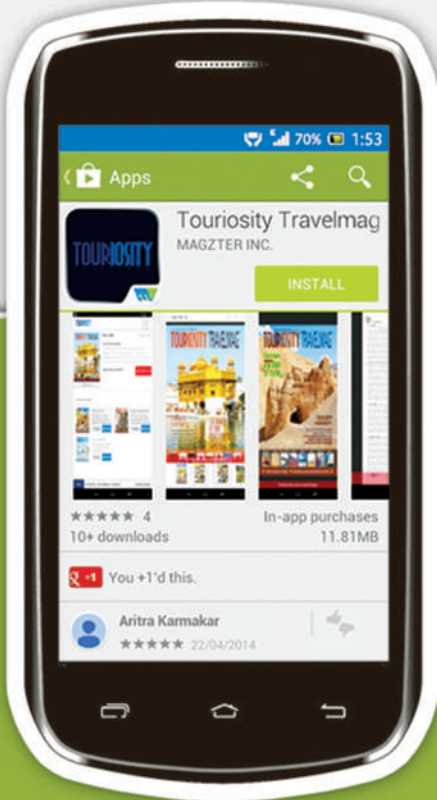 70% 1:53
Apps
Touriosity Travelmag
MAGZTER INC.
TOURIOSITY
INSTALL
TOURIOSITY TRAVELMAG
TOURIOSITY TRAVELMAG
★★★★★ 4
In-app purchases
10+ downloads
11.81MB
g +1 You +1'd this.
Aritra Karmakar
★★★★★ 22/04/2014